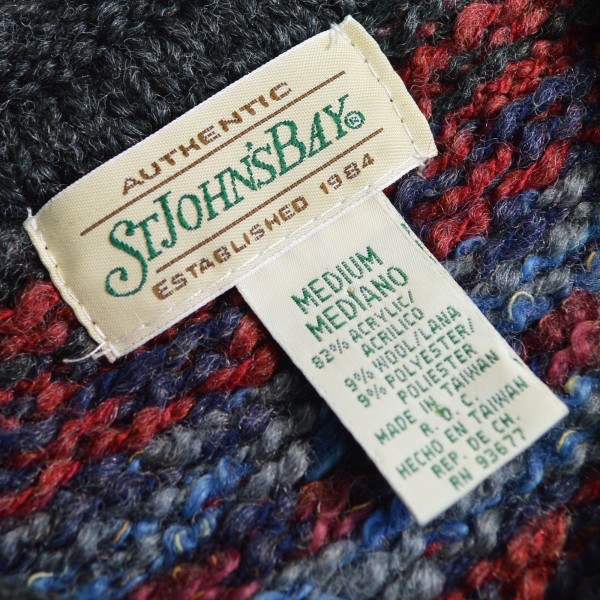 AUTHENTIC
ST JOHN'S BAY®
ESTABLISHED 1984
MEDIUM
MEDIANO
82% ACRYLIC/
ACRILICO
9% WOOL/LANA
9% POLYESTER/
POLIESTER
MADE IN TAIWAN
R. O. C.
HECHO EN TAIWAN
REP. DE CH.
RN 93677